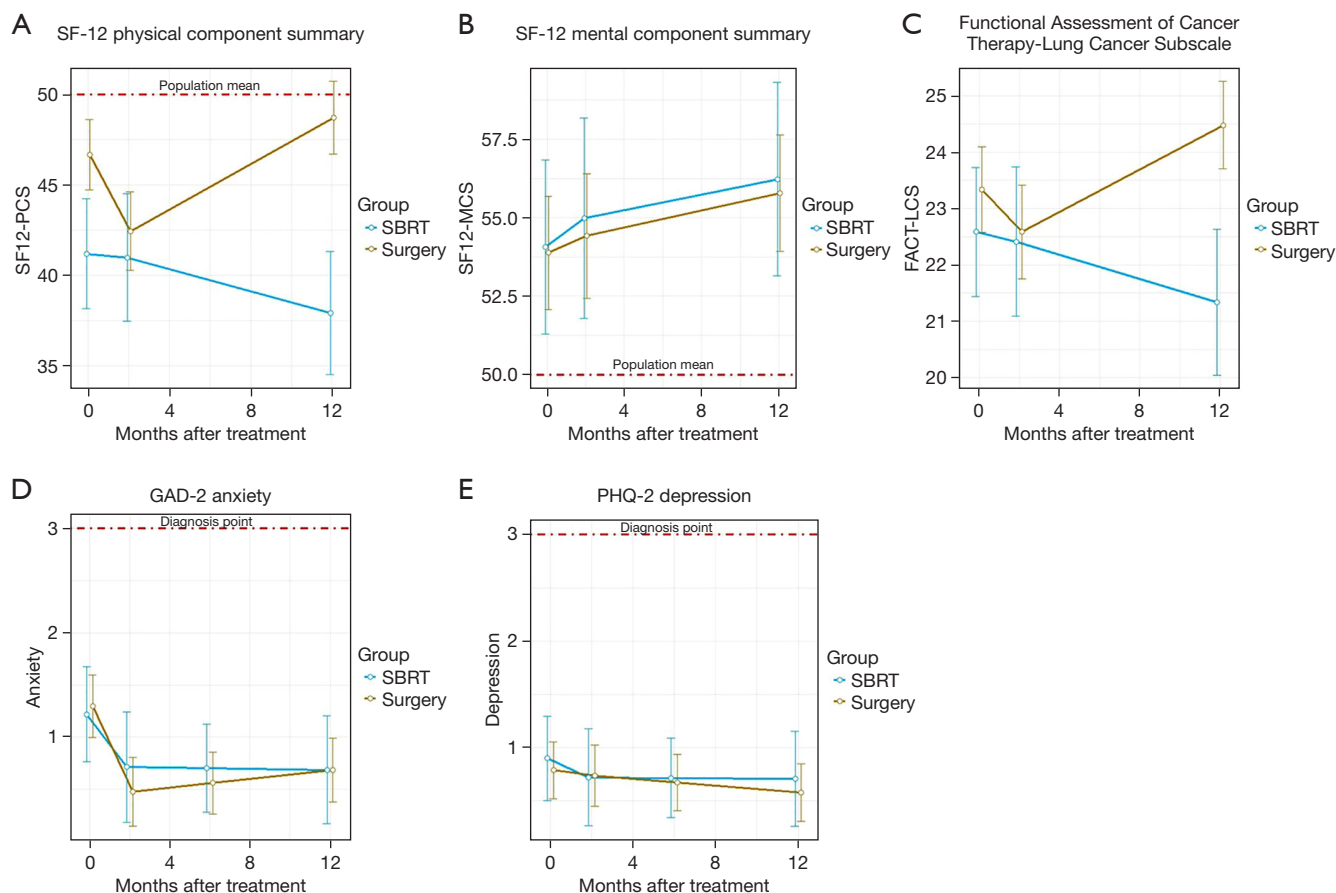 A
SF-12 physical component summary
Population mean
50
45
40
35
SF12-PCS
0
4
8
12
Months after treatment
Group
SBRT
Surgery
B
SF-12 mental component summary
57.5
55.0
52.5
50.0
SF12-MCS
Population mean
0
4
8
12
Months after treatment
Group
SBRT
Surgery
C
Functional Assessment of Cancer
Therapy-Lung Cancer Subscale
25
24
23
22
21
20
FACT-LCS
0
4
8
12
Months after treatment
Group
SBRT
Surgery
D
GAD-2 anxiety
Diagnosis point
3
2
1
Anxiety
0
4
8
12
Months after treatment
Group
SBRT
Surgery
E
PHQ-2 depression
Diagnosis point
3
2
1
Depression
0
4
8
12
Months after treatment
Group
SBRT
Surgery